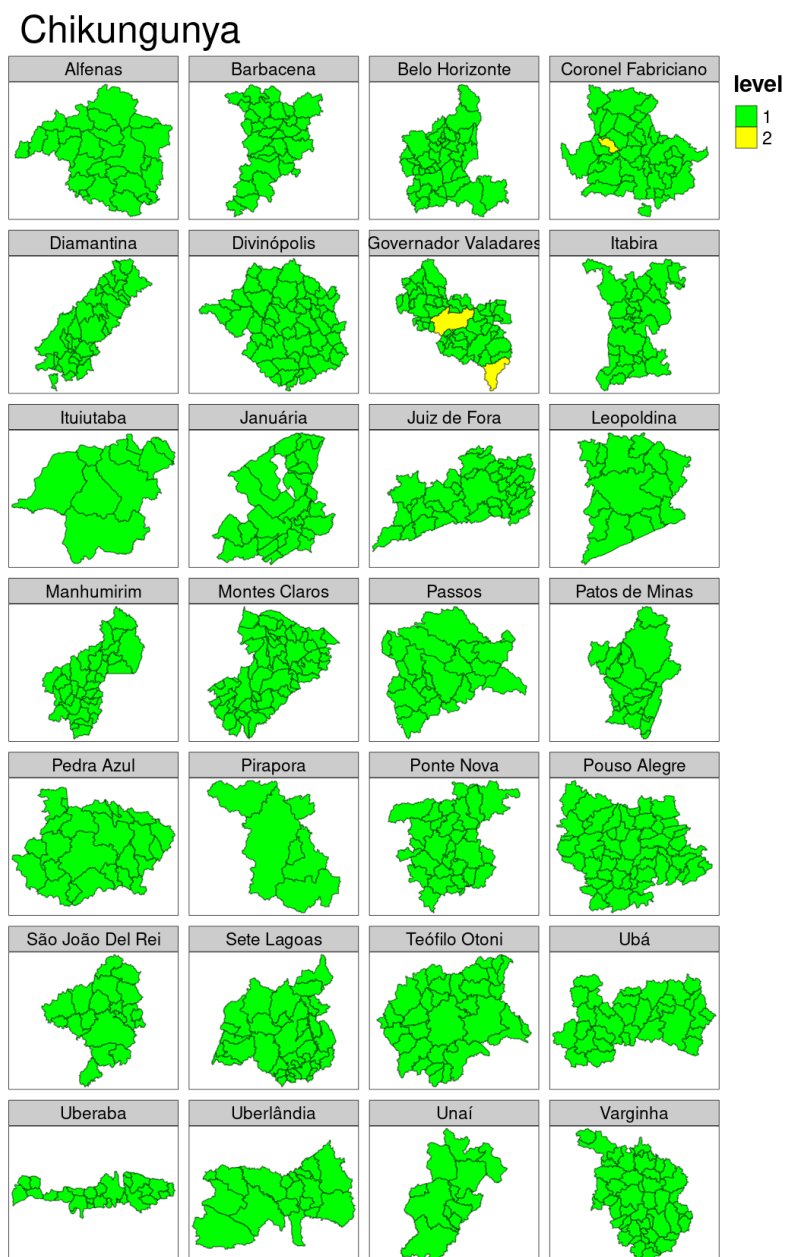 Chikungunya
Alfenas
Barbacena
Belo Horizonte
Coronel Fabriciano
level
1
2
Diamantina
Divinópolis
Governador Valadares
Itabira
Ituiutaba
Januária
Juiz de Fora
Leopoldina
Manhumirim
Montes Claros
Passos
Patos de Minas
Pedra Azul
Pirapora
Ponte Nova
Pouso Alegre
São João Del Rei
Sete Lagoas
Teófilo Otoni
Ubá
Uberaba
Uberlândia
Unaí
Varginha